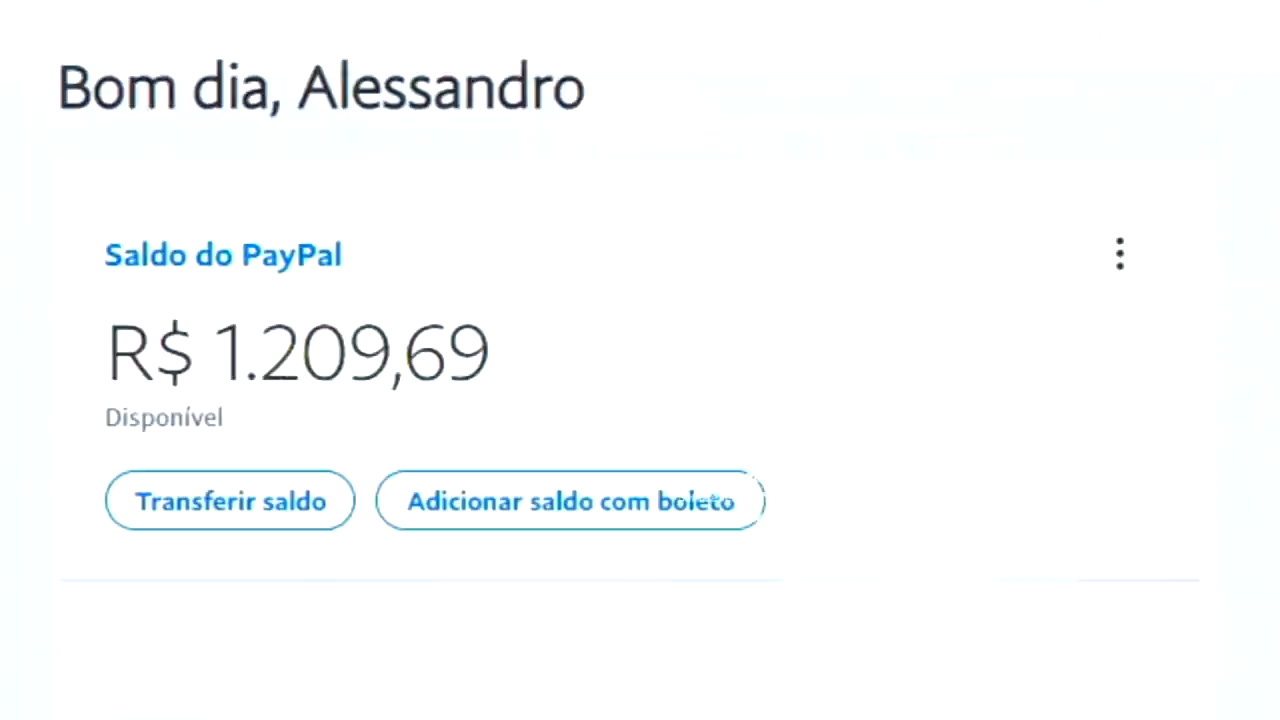 Bom dia, Alessandro
Saldo do PayPal
R$ 1.209,69
Disponível
Transferir saldo
Adicionar saldo com boleto